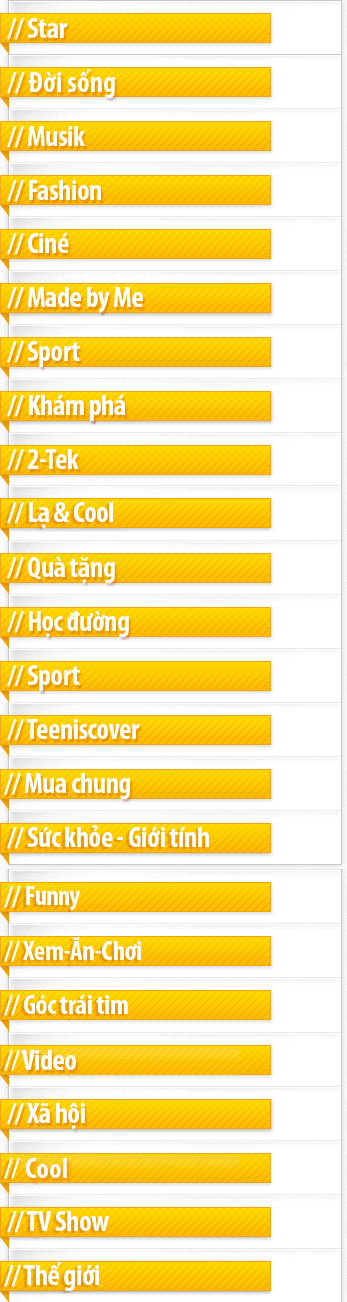 // Star
// Đời sống
// Musik
// Fashion
// Ciné
// Made by Me
// Sport
// Khám phá
// 2-Tek
// Lạ & Cool
// Quà tặng
// Học đường
// Sport
// Teeniscover
// Mua chung
// Sức khỏe - Giới tính
// Funny
// Xem-Ăn-Chơi
// Góc trái tim
// Video
// Xã hội
// Cool
// TV Show
// Thế giới